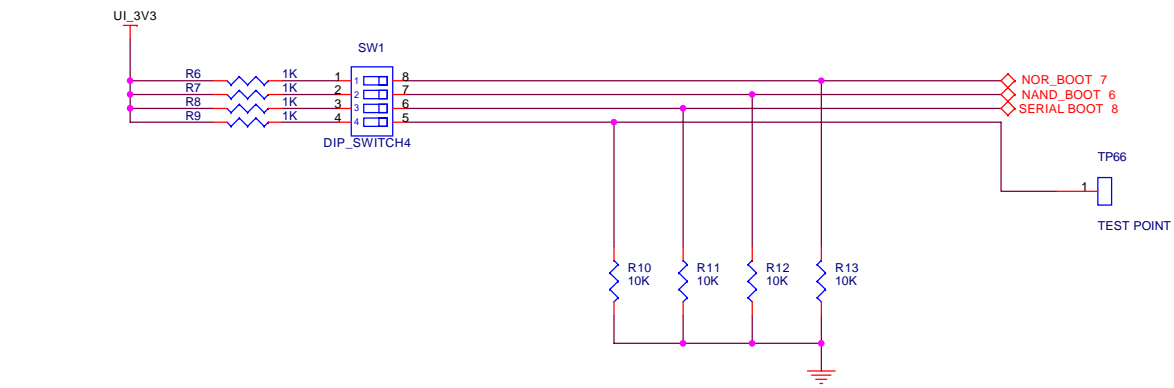 UI_3V3
SW1
R6 1K 1 1 8 NOR_BOOT 7
R7 1K 2 2 7 NAND_BOOT 6
R8 1K 3 3 6 SERIAL BOOT 8
R9 1K 4 4 5
DIP_SWITCH4
TP66
1
TEST POINT
R10 R11 R12 R13
10K 10K 10K 10K